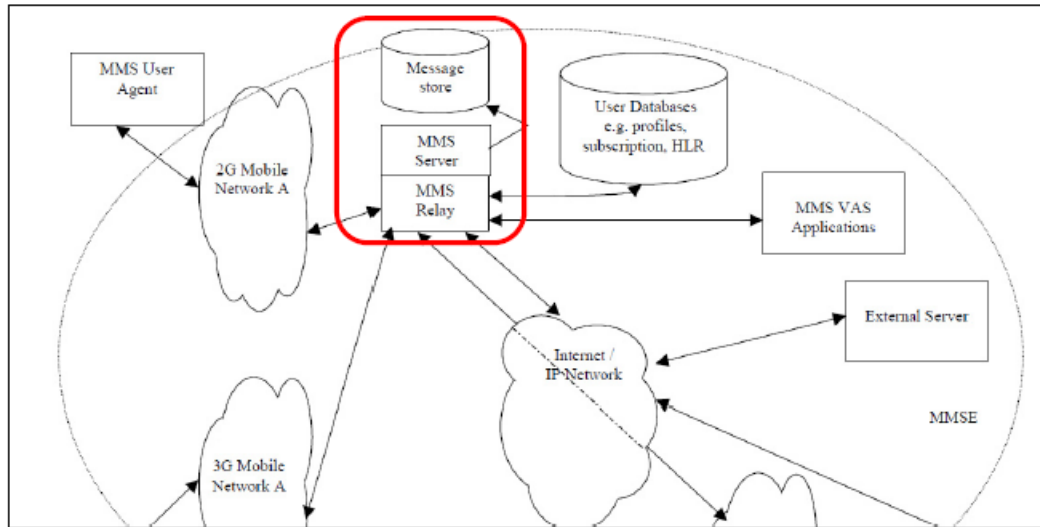 MMS User
Agent
Message
store
User Databases
e.g. profiles,
subscription, HLR
MMS
Server
2G Mobile
Network A
MMS
Relay
MMS VAS
Applications
External Server
Internet /
IP Network
MMSE
3G Mobile
Network A